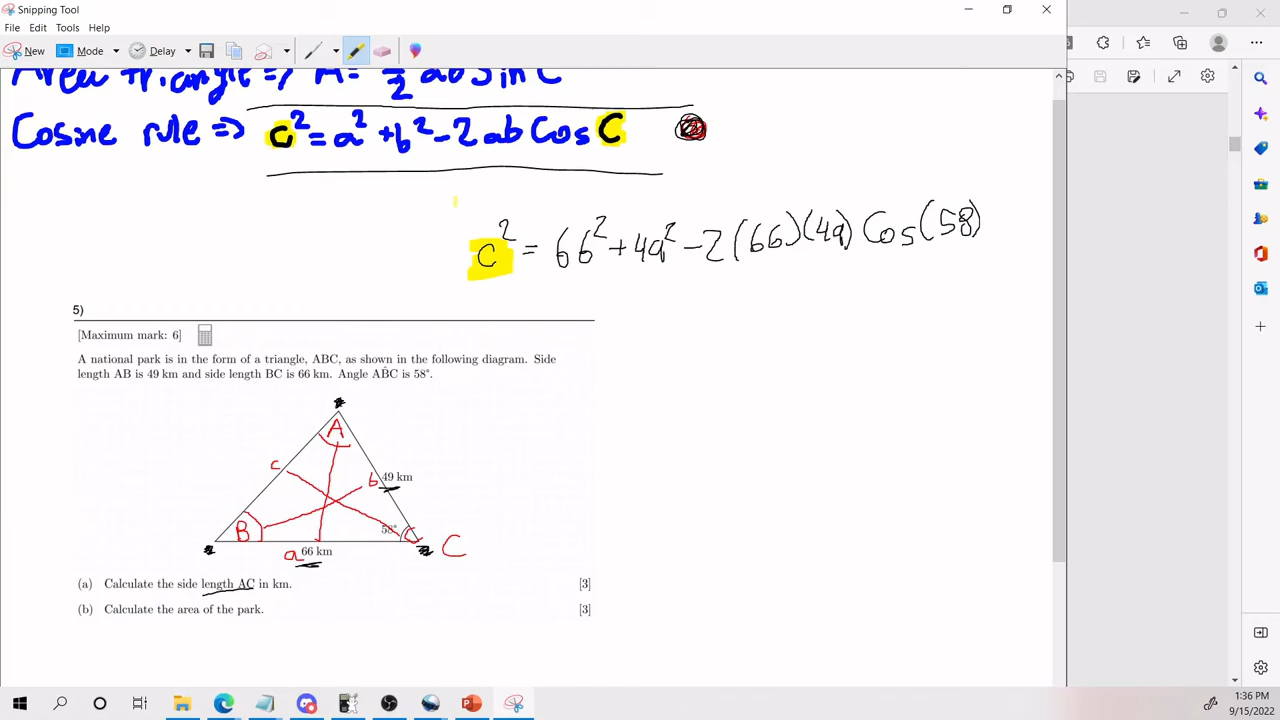 Snipping Tool
File Edit Tools Help
New Mode Delay
Area triangle => A = 1/2 ab Sin C
Cosine rule => c² = a² + b² - 2ab Cos C
c² = 66² + 49² - 2(66)(49) Cos(58)
5)
[Maximum mark: 6]
A national park is in the form of a triangle, ABC, as shown in the following diagram. Side
length AB is 49 km and side length BC is 66 km. Angle AB̂C is 58°.
A
c
b 49 km
B 58° C C
a 66 km
(a) Calculate the side length AC in km. [3]
(b) Calculate the area of the park. [3]
1:36 PM
9/15/2022